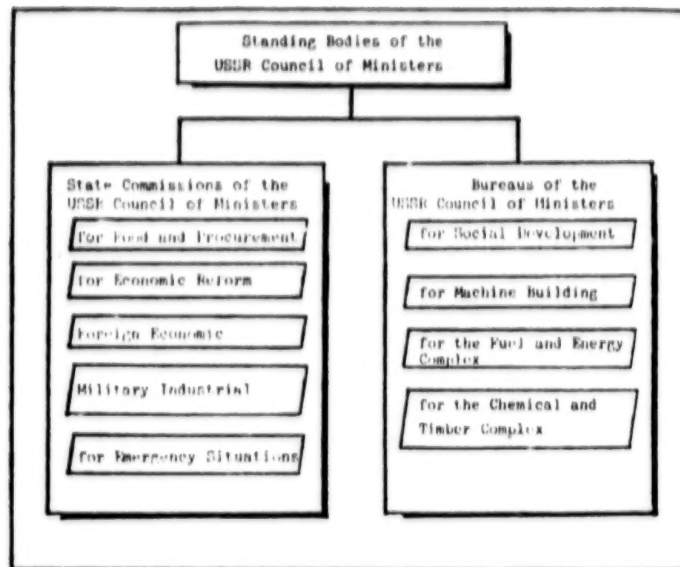 Standing Bodies of the
USSR Council of Ministers
State Commissions of the
USSR Council of Ministers
for Food and Procurement
for Economic Reform
Foreign Economic
Military Industrial
for Emergency Situations
Bureaus of the
USSR Council of Ministers
for Social Development
for Machine Building
for the Fuel and Energy
Complex
for the Chemical and
Timber Complex